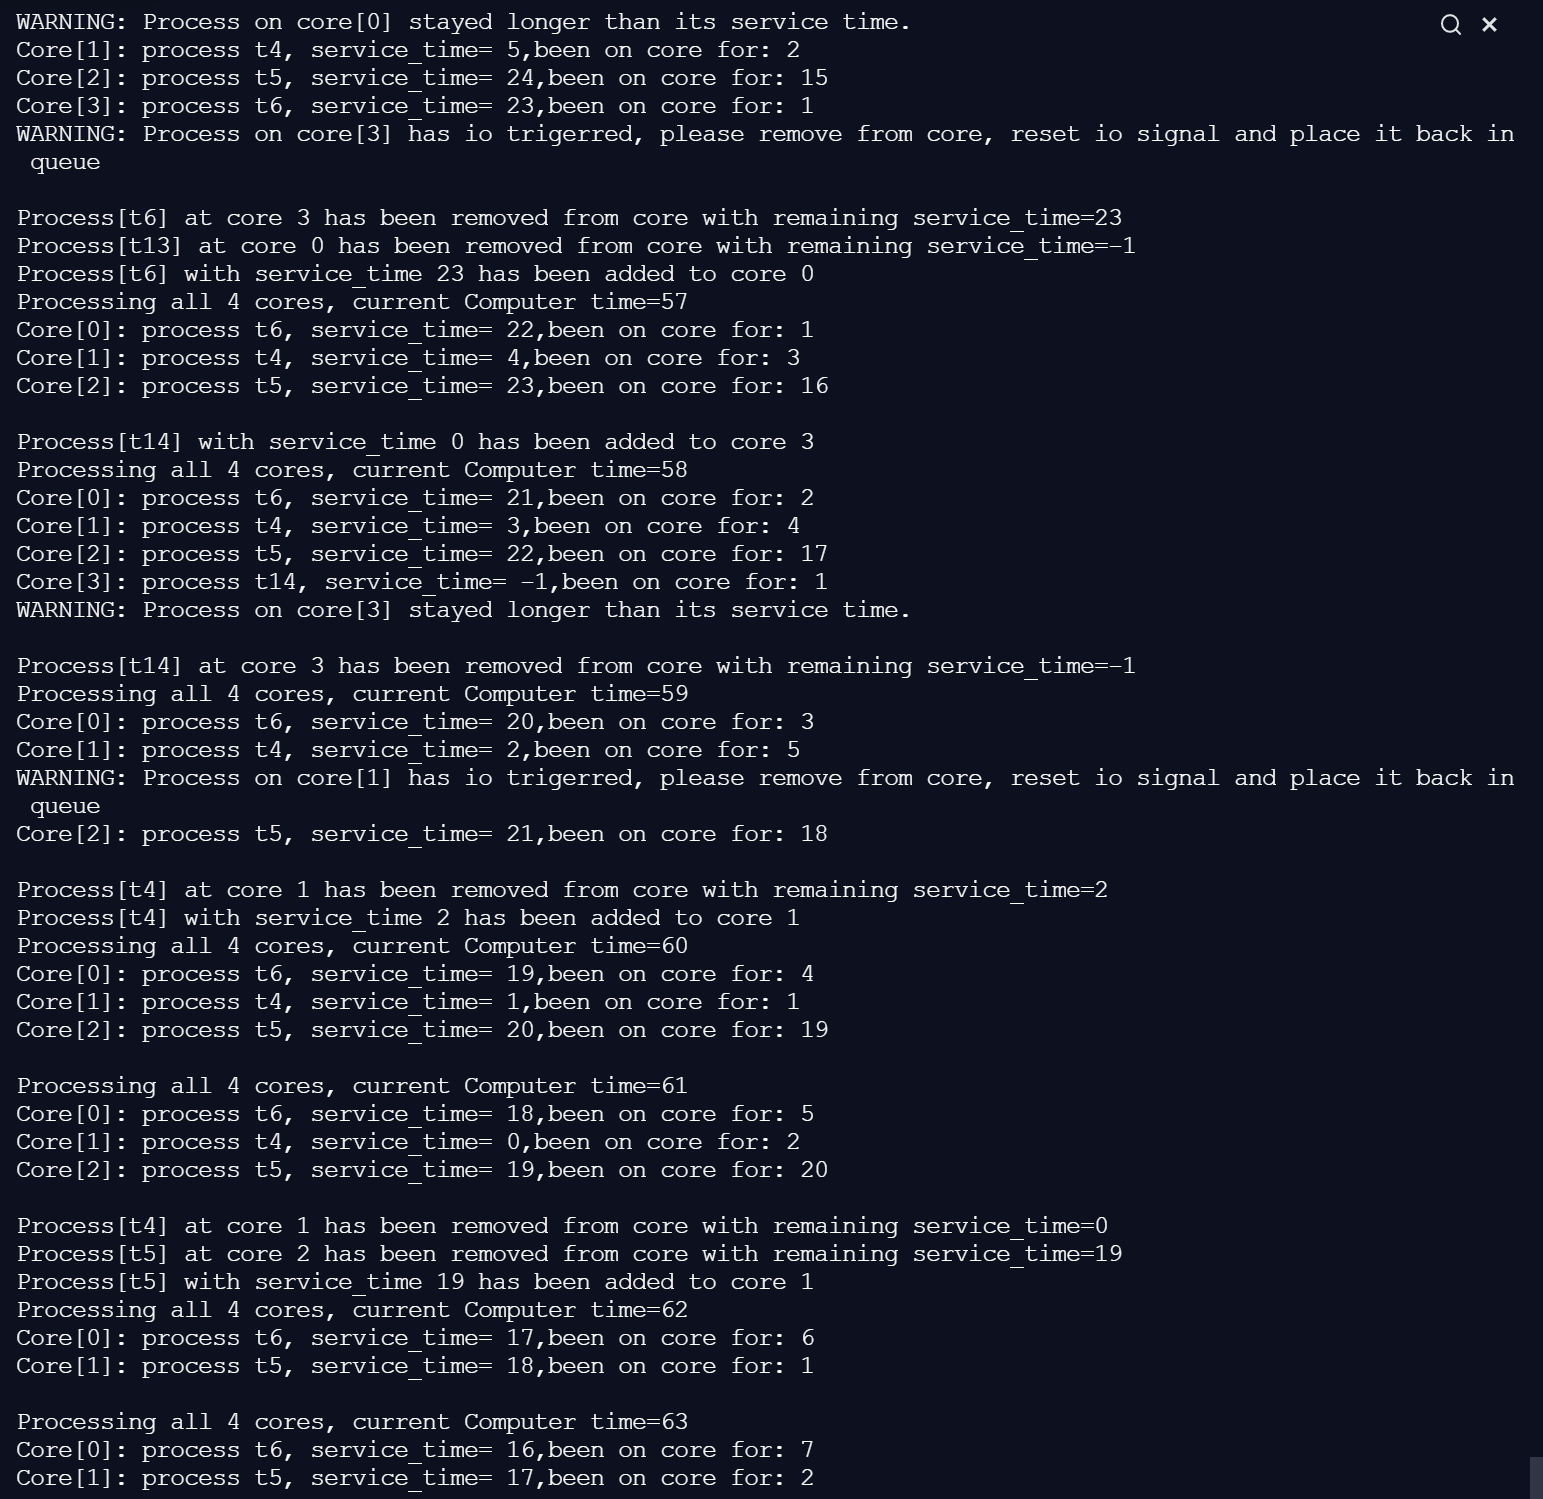 WARNING: Process on core[0] stayed longer than its service time.
Core[1]: process t4, service_time= 5,been on core for: 2
Core[2]: process t5, service_time= 24,been on core for: 15
Core[3]: process t6, service_time= 23,been on core for: 1
WARNING: Process on core[3] has io trigerred, please remove from core, reset io signal and place it back in
queue
Process[t6] at core 3 has been removed from core with remaining service_time=23
Process[t13] at core 0 has been removed from core with remaining service_time=-1
Process[t6] with service_time 23 has been added to core 0
Processing all 4 cores, current Computer time=57
Core[0]: process t6, service_time= 22,been on core for: 1
Core[1]: process t4, service_time= 4,been on core for: 3
Core[2]: process t5, service_time= 23,been on core for: 16
Process[t14] with service_time 0 has been added to core 3
Processing all 4 cores, current Computer time=58
Core[0]: process t6, service_time= 21,been on core for: 2
Core[1]: process t4, service_time= 3,been on core for: 4
Core[2]: process t5, service_time= 22,been on core for: 17
Core[3]: process t14, service_time= -1,been on core for: 1
WARNING: Process on core[3] stayed longer than its service time.
Process[t14] at core 3 has been removed from core with remaining service_time=-1
Processing all 4 cores, current Computer time=59
Core[0]: process t6, service_time= 20,been on core for: 3
Core[1]: process t4, service_time= 2,been on core for: 5
WARNING: Process on core[1] has io trigerred, please remove from core, reset io signal and place it back in
queue
Core[2]: process t5, service_time= 21,been on core for: 18
Process[t4] at core 1 has been removed from core with remaining service_time=2
Process[t4] with service_time 2 has been added to core 1
Processing all 4 cores, current Computer time=60
Core[0]: process t6, service_time= 19,been on core for: 4
Core[1]: process t4, service_time= 1,been on core for: 1
Core[2]: process t5, service_time= 20,been on core for: 19
Processing all 4 cores, current Computer time=61
Core[0]: process t6, service_time= 18,been on core for: 5
Core[1]: process t4, service_time= 0,been on core for: 2
Core[2]: process t5, service_time= 19,been on core for: 20
Process[t4] at core 1 has been removed from core with remaining service_time=0
Process[t5] at core 2 has been removed from core with remaining service_time=19
Process[t5] with service_time 19 has been added to core 1
Processing all 4 cores, current Computer time=62
Core[0]: process t6, service_time= 17,been on core for: 6
Core[1]: process t5, service_time= 18,been on core for: 1
Processing all 4 cores, current Computer time=63
Core[0]: process t6, service_time= 16,been on core for: 7
Core[1]: process t5, service_time= 17,been on core for: 2